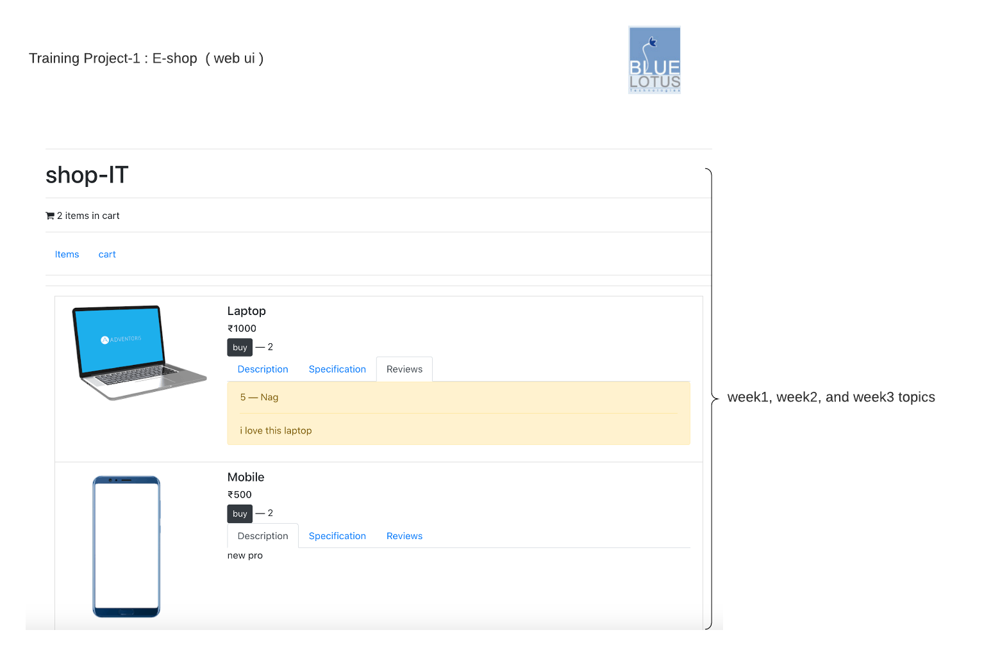 Training Project-1 : E-shop  ( web ui )
BLUE
LOTUS
Technologies
shop-IT
2 items in cart
Items
cart
ADVENTORIS
Laptop
₹1000
buy — 2
Description
Specification
Reviews
5 — Nag
i love this laptop
week1, week2, and week3 topics
Mobile
₹500
buy — 2
Description
Specification
Reviews
new pro